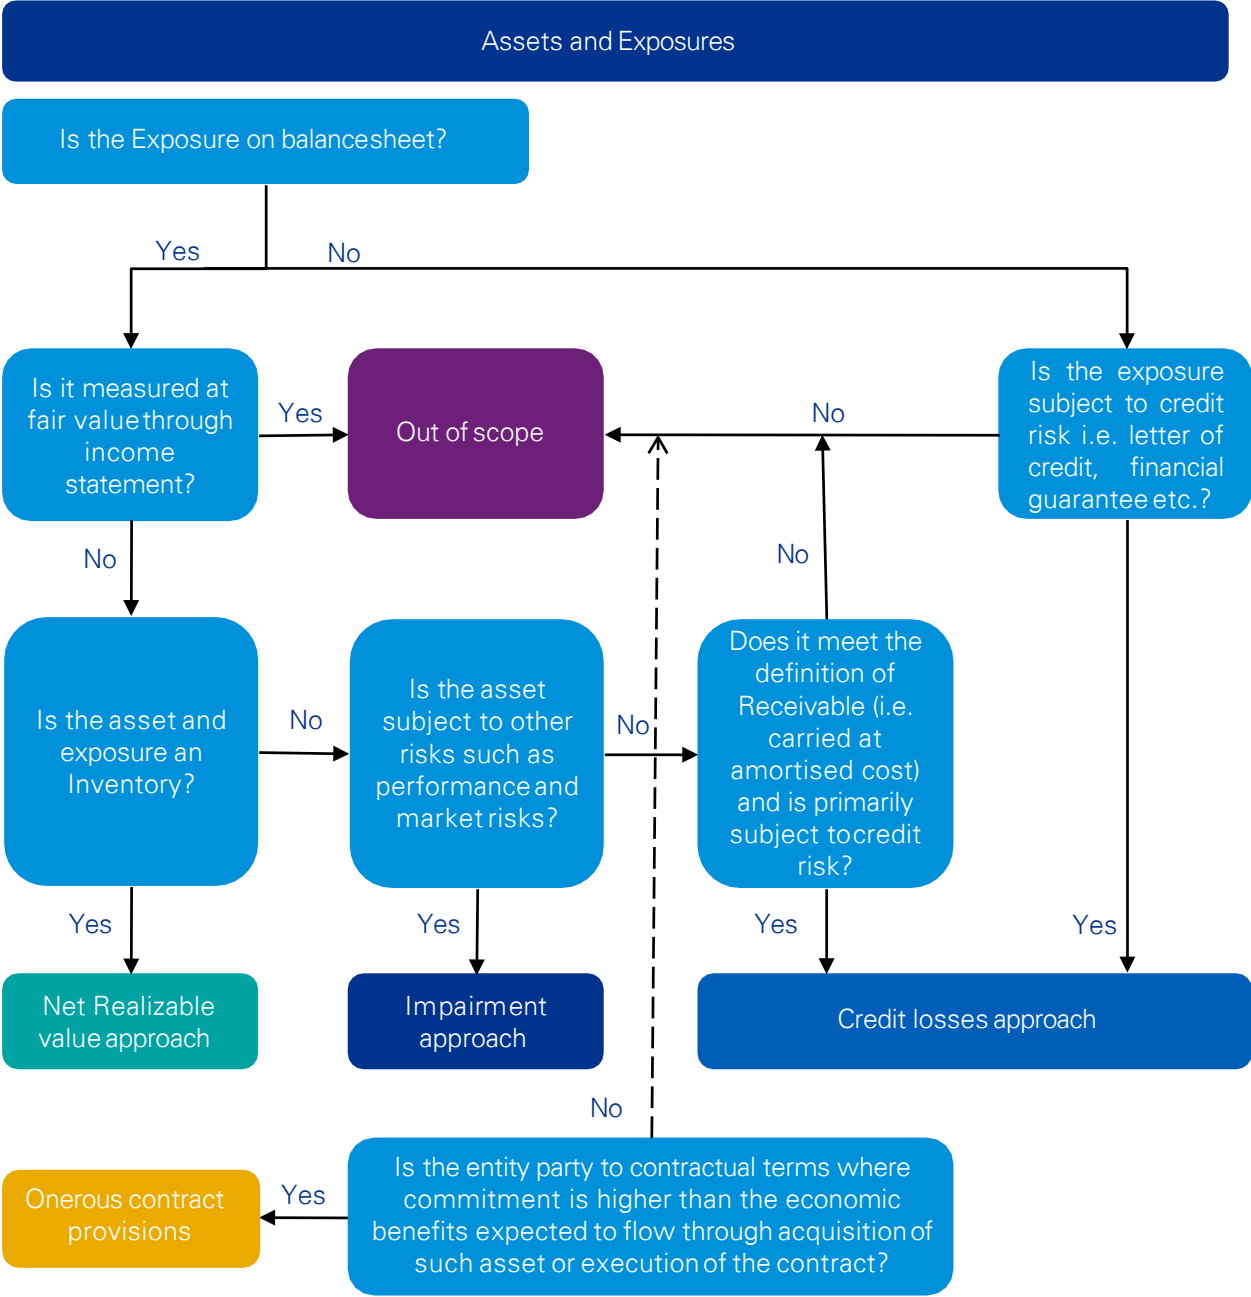 Assets and Exposures
Is the Exposure on balancesheet?
Yes
No
Is it measured at
fair value through
income
statement?
Yes
Out of scope
No
Is the exposure
subject to credit
risk i.e. letter of
credit, financial
guarantee etc.?
No
No
Is the asset and
exposure an
Inventory?
No
Is the asset
subject to other
risks such as
performance and
market risks?
No
Does it meet the
definition of
Receivable (i.e.
carried at
amortised cost)
and is primarily
subject to credit
risk?
Yes
Yes
Yes
Yes
Net Realizable
value approach
Impairment
approach
Credit losses approach
No
Onerous contract
provisions
Yes
Is the entity party to contractual terms where
commitment is higher than the economic
benefits expected to flow through acquisition of
such asset or execution of the contract?